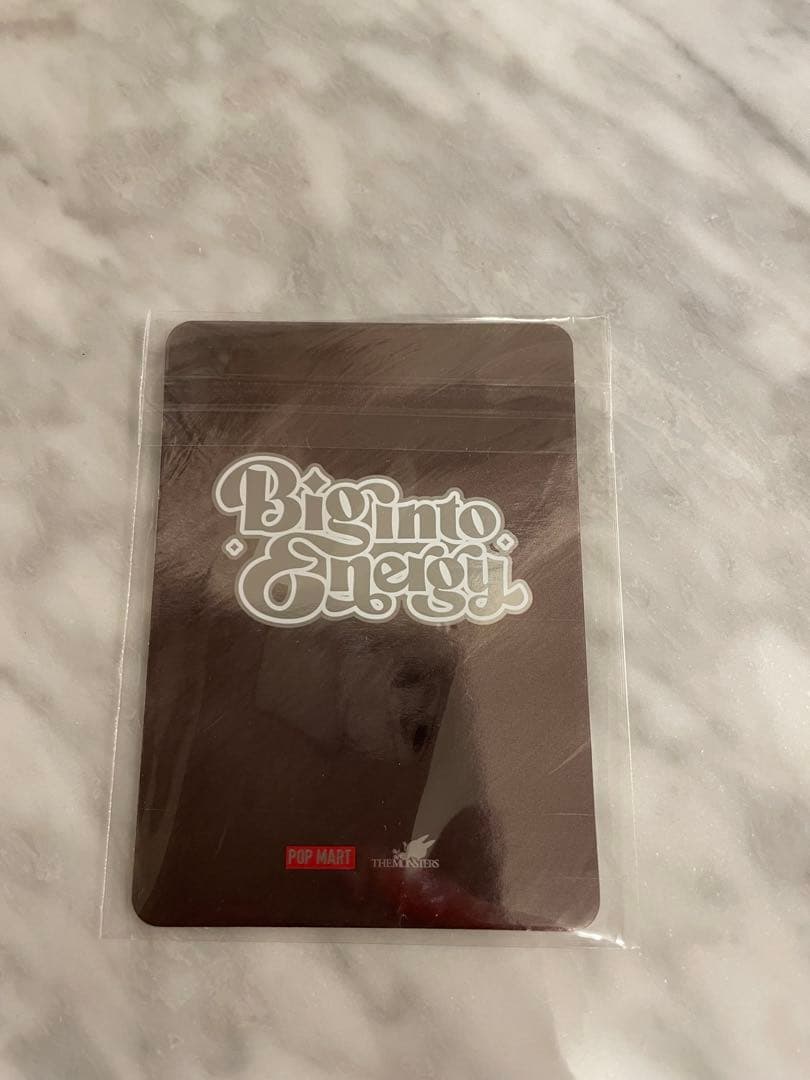 Big into
Energy
POP MART
THE MONSTERS